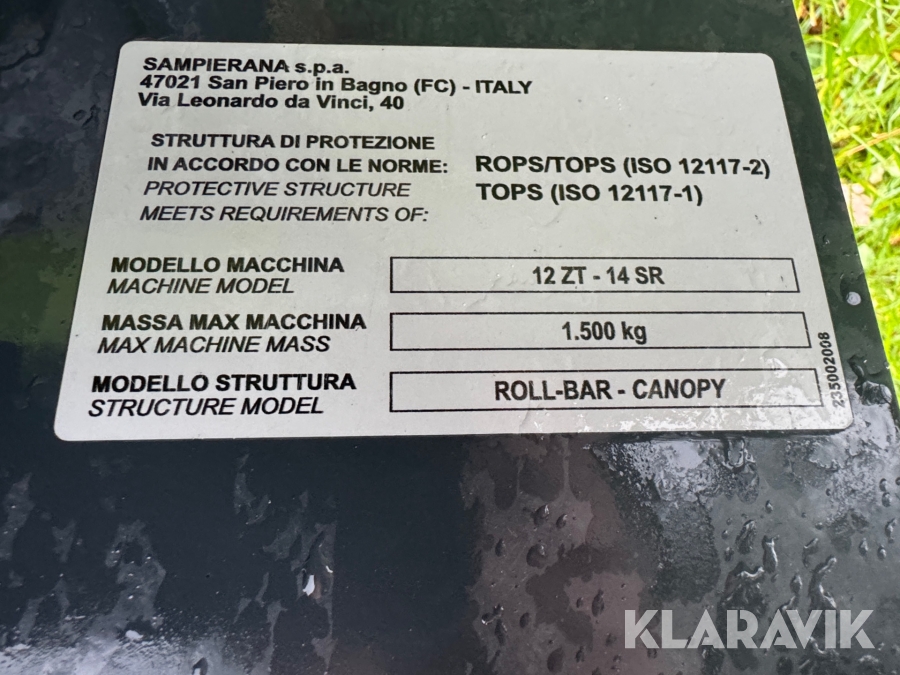 SAMPIERANA s.p.a.
47021 San Piero in Bagno (FC) - ITALY
Via Leonardo da Vinci, 40
STRUTTURA DI PROTEZIONE
IN ACCORDO CON LE NORME: ROPS/TOPS (ISO 12117-2)
PROTECTIVE STRUCTURE TOPS (ISO 12117-1)
MEETS REQUIREMENTS OF:
MODELLO MACCHINA 12 ZT - 14 SR
MACHINE MODEL
MASSA MAX MACCHINA 1.500 kg
MAX MACHINE MASS
MODELLO STRUTTURA ROLL-BAR - CANOPY
STRUCTURE MODEL
235002008
KLARAVIK